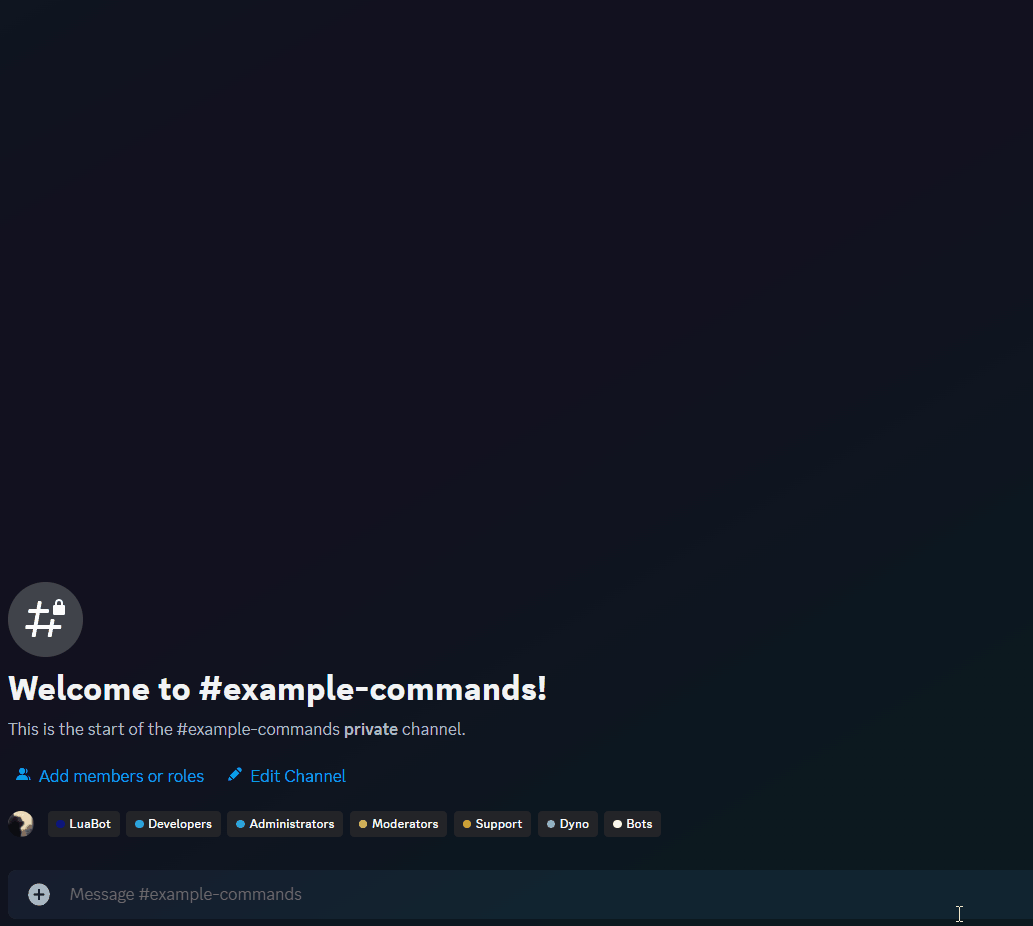 Welcome to #example-commands!
This is the start of the #example-commands private channel.
Add members or roles Edit Channel
LuaBot Developers Administrators Moderators Support Dyno Bots
Message #example-commands